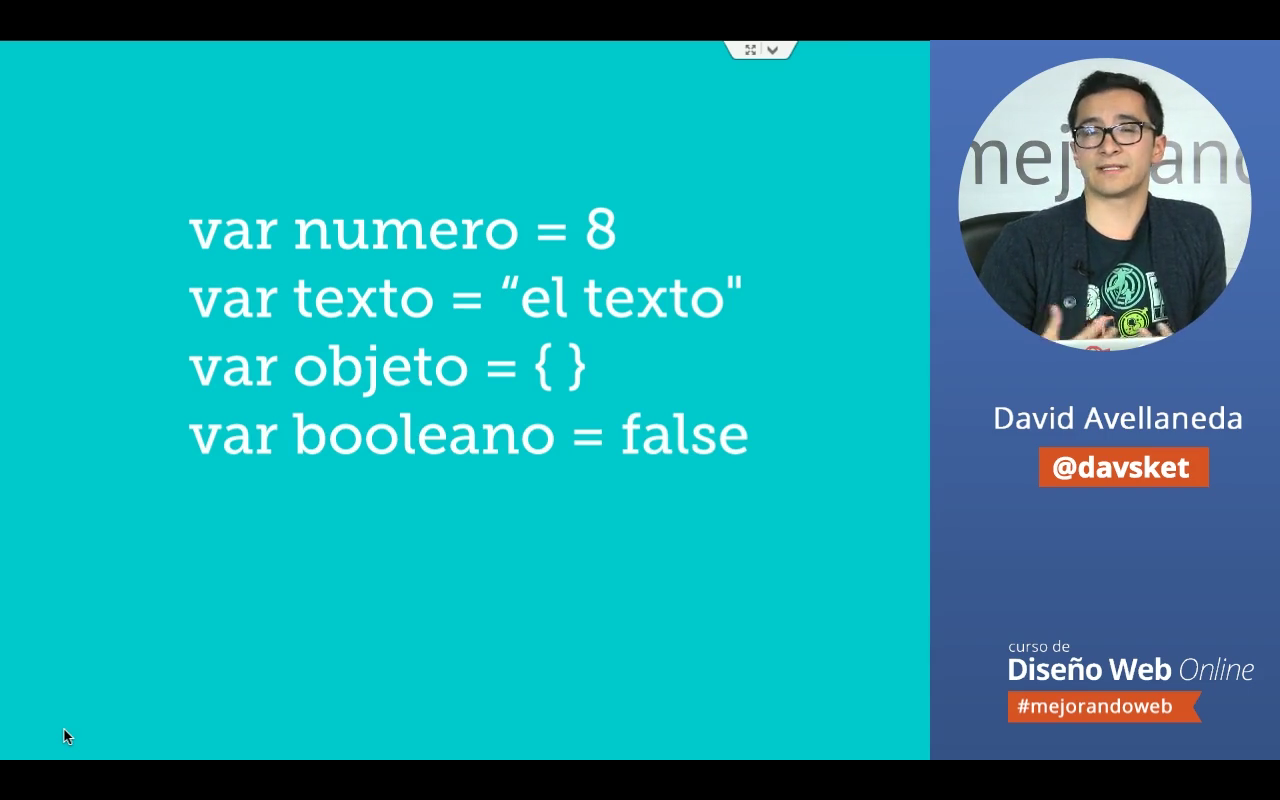 var numero = 8
var texto = “el texto"
var objeto = { }
var booleano = false
mejorando
David Avellaneda
@davsket
curso de
Diseño Web Online
#mejorandoweb